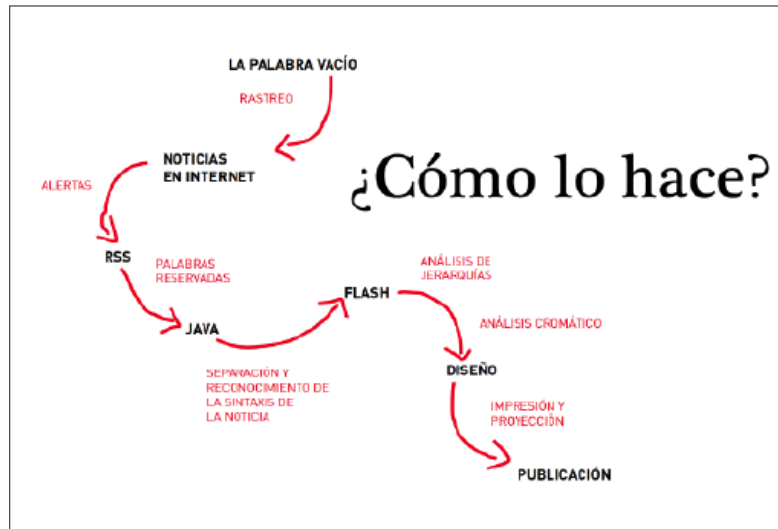 LA PALABRA VACÍO
RASTREO
NOTICIAS
EN INTERNET
¿Cómo lo hace?
ALERTAS
RSS
PALABRAS
RESERVADAS
JAVA
SEPARACIÓN Y
RECONOCIMIENTO DE
LA SINTAXIS DE
LA NOTICIA
FLASH
ANÁLISIS DE
JERARQUÍAS
ANÁLISIS CROMÁTICO
DISEÑO
IMPRESIÓN Y
PROYECCIÓN
PUBLICACIÓN